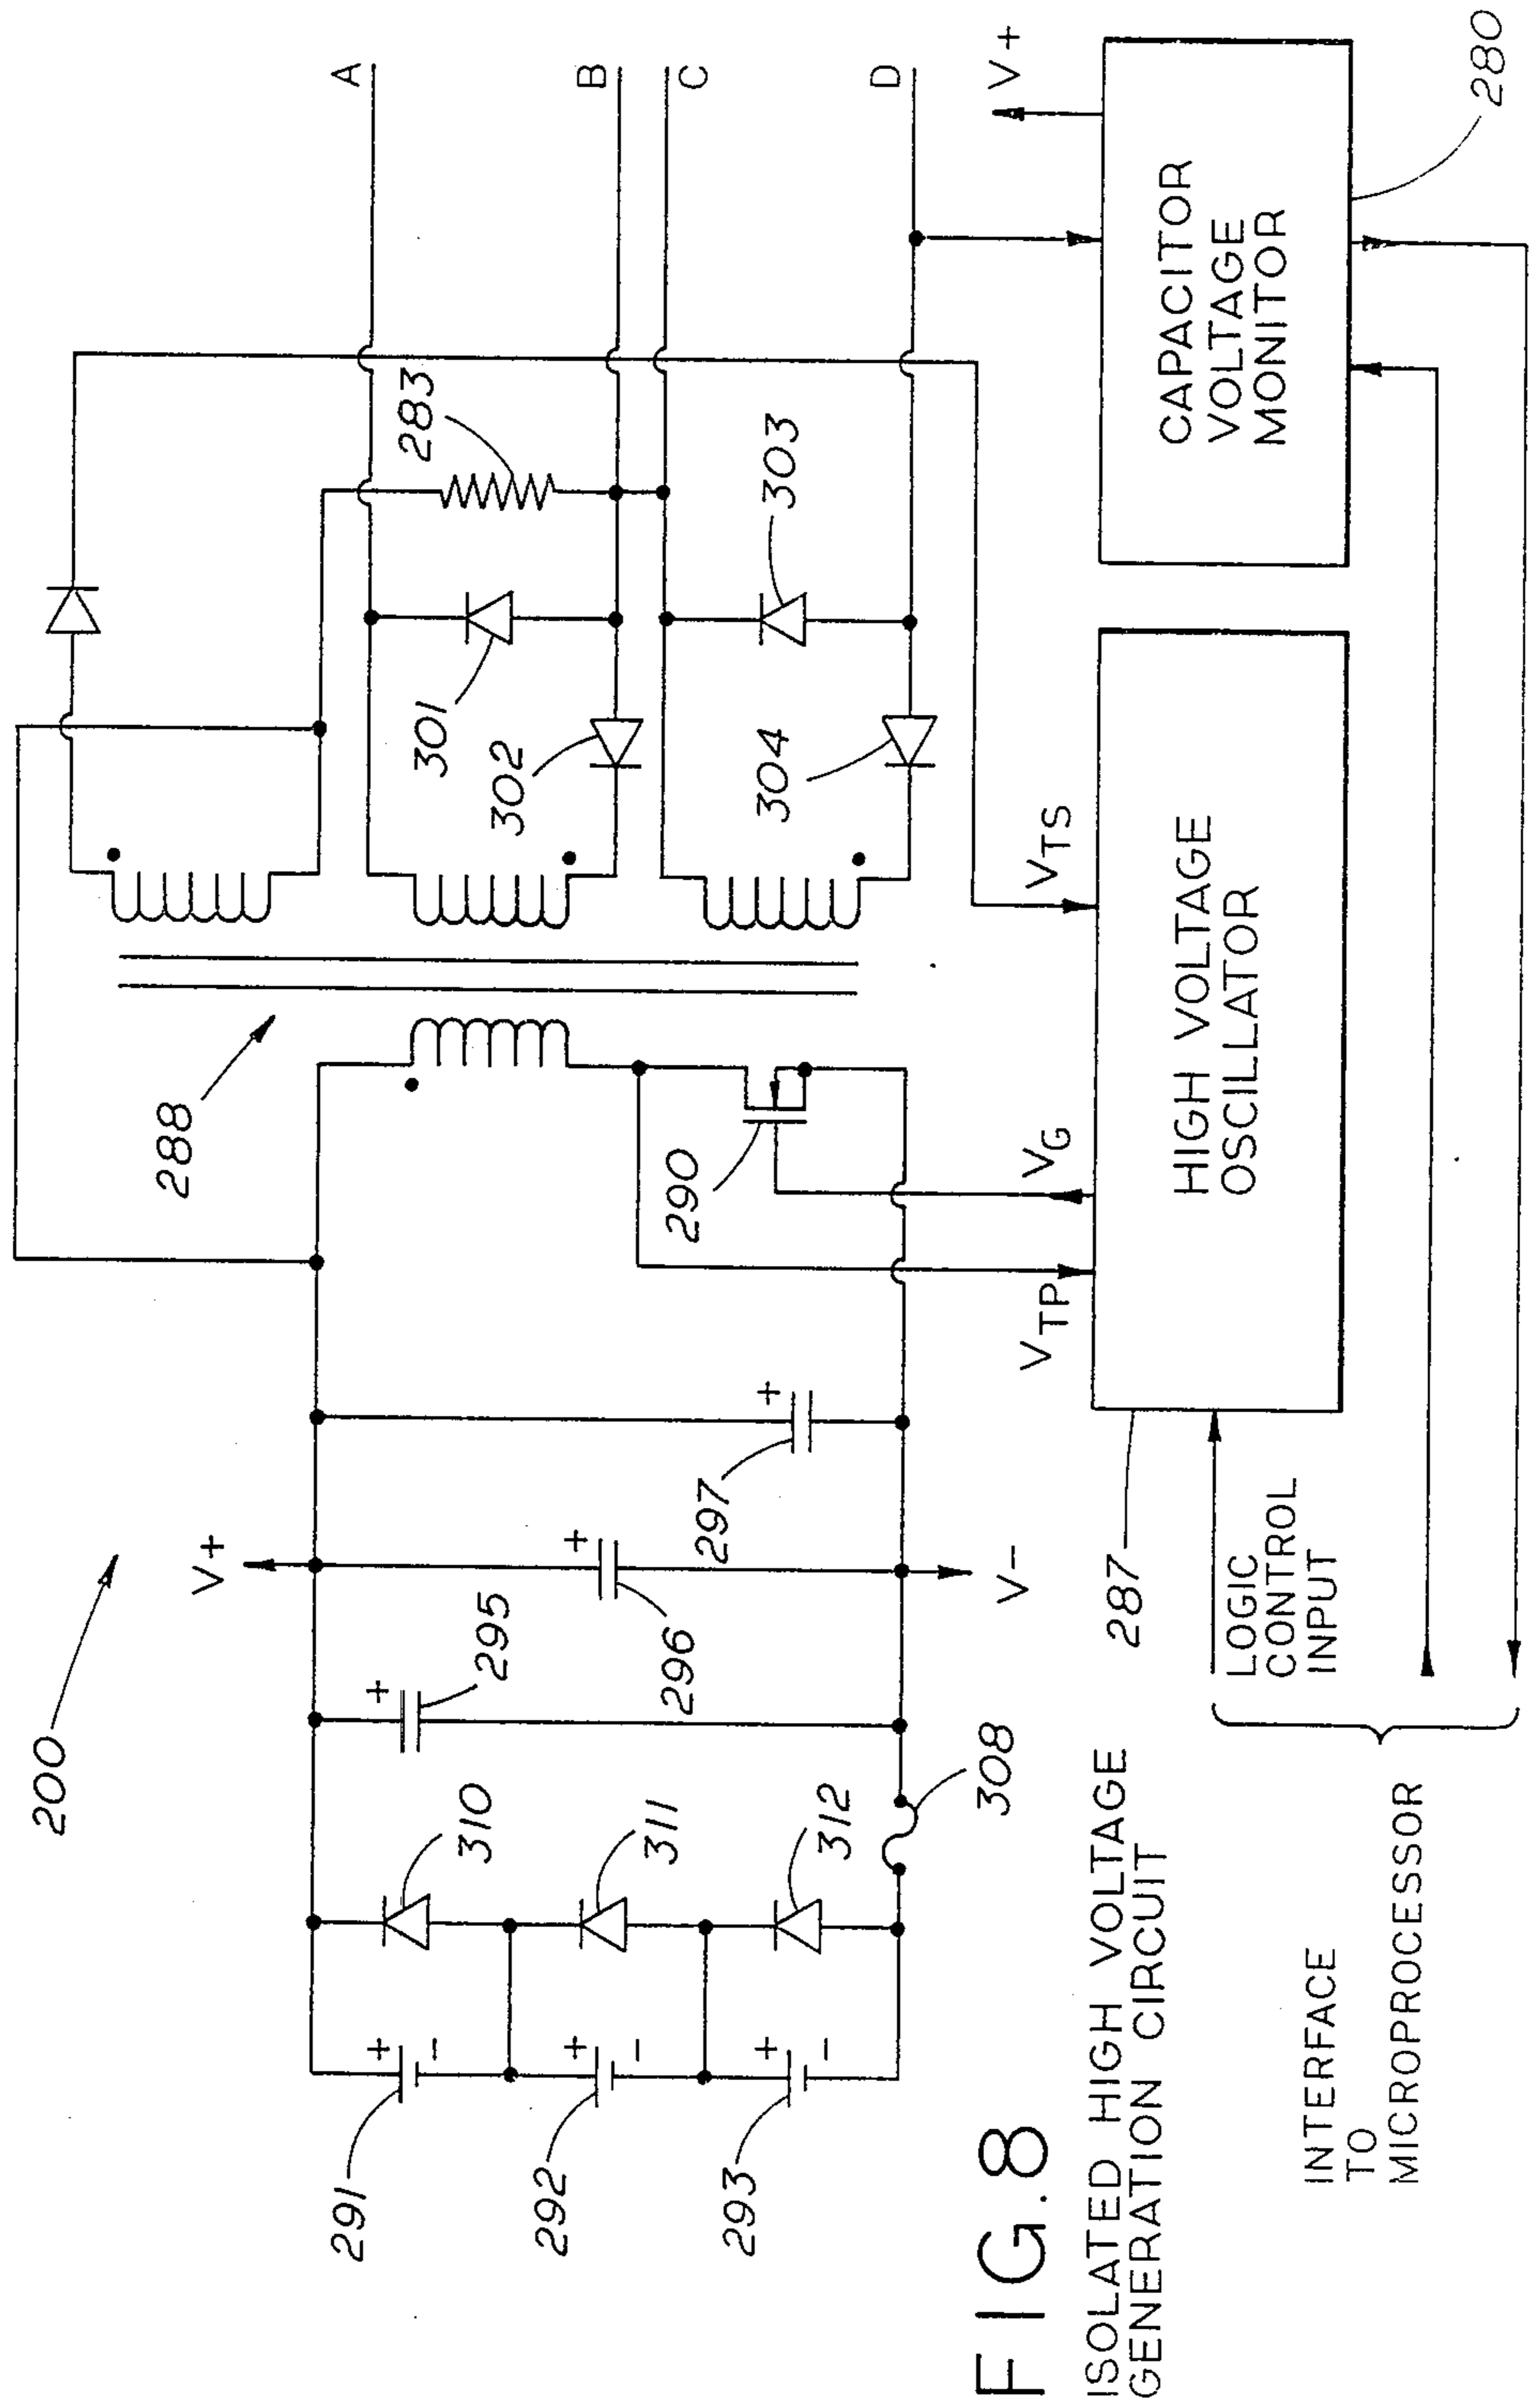 200
288
A
B
C
D
V+
283
301
302
303
304
291
292
293
310
311
312
308
295
296
297
V+
V-
290
VTP
VG
VTS
287
HIGH VOLTAGE
OSCILLATOR
CAPACITOR
VOLTAGE
MONITOR
280
LOGIC
CONTROL
INPUT
INTERFACE
TO
MICROPROCESSOR
FIG.8
ISOLATED HIGH VOLTAGE
GENERATION CIRCUIT
+
-
+
-
+
-
+
+
+